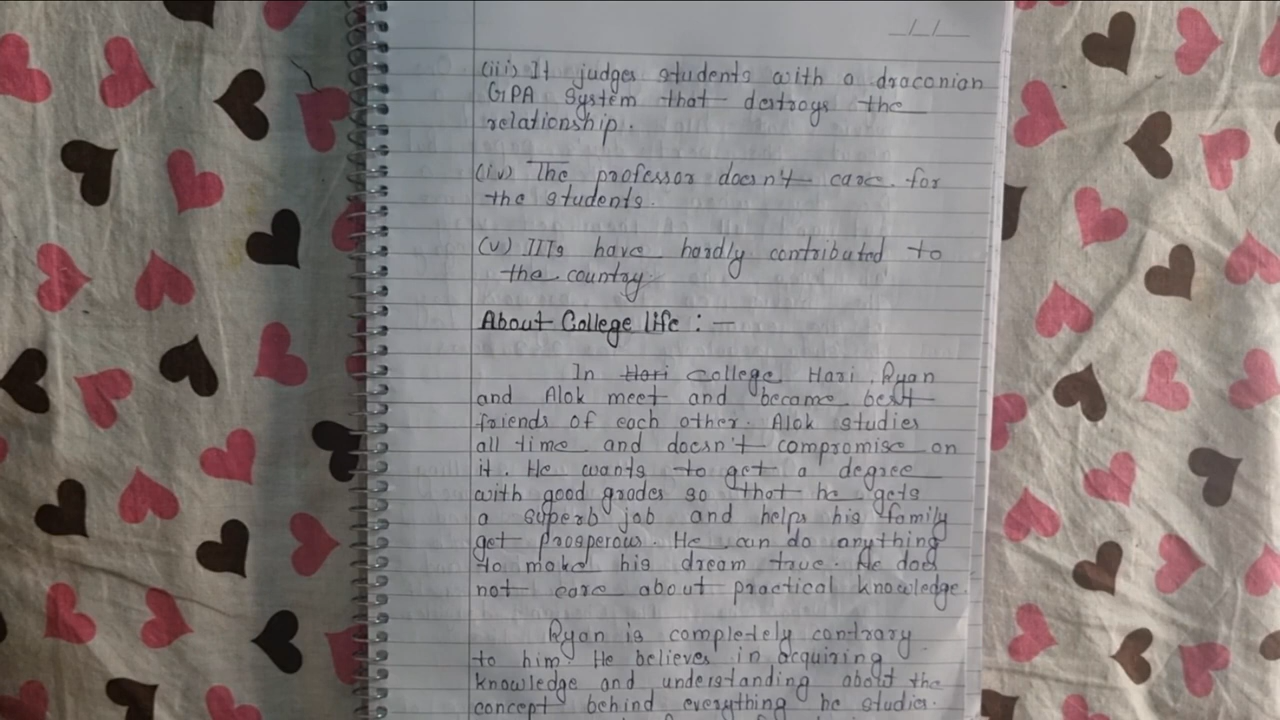 (iii) It judges students with a draconian
GPA System that destroys the
relationship.
(iv) The professor doesn't care for
the students.
(v) IITs have hardly contributed to
the country.
About College life : —
In Hari College Hari, Ryan
and Alok meet and became best
friends of each other. Alok studies
all time and doesn't compromise on
it. He wants to get a degree
with good grades so that he gets
a superb job and helps his family
get prosperous. He can do anything
to make his dream true. He does
not care about practical knowledge.
Ryan is completely contrary
to him. He believes in acquiring
knowledge and understanding about the
concept behind everything he studies.